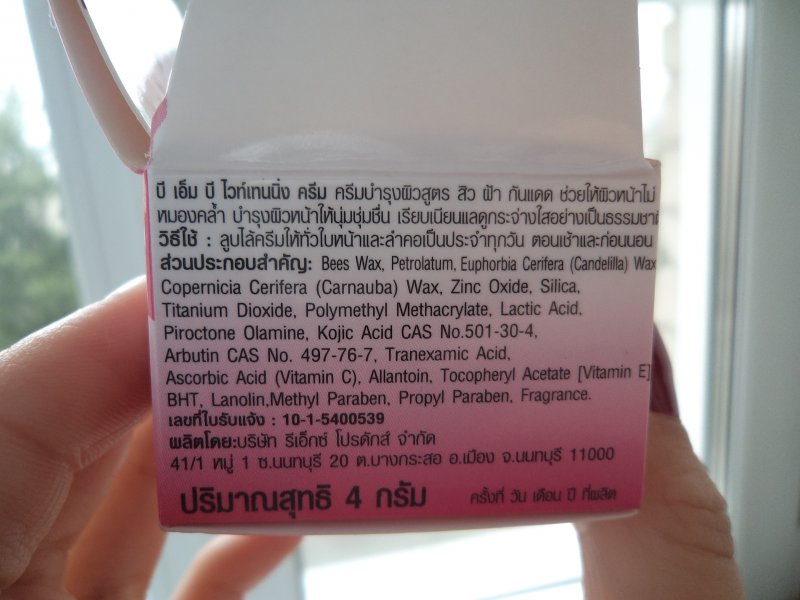 บี เอ็ม บี ไวท์เทนนิ่ง ครีม ครีมบำรุงผิวสูตร สิว ฝ้า กันแดด ช่วยให้ผิวหน้าไม่
หมองคล้ำ บำรุงผิวหน้าให้นุ่มชุ่มชื่น เรียบเนียนแลดูกระจ่างใสอย่างเป็นธรรมชาติ
วิธีใช้ : ลูบไล้ครีมให้ทั่วใบหน้าและลำคอเป็นประจำทุกวัน ตอนเช้าและก่อนนอน
ส่วนประกอบสำคัญ: Bees Wax, Petrolatum, Euphorbia Cerifera (Candelilla) Wax
Copernicia Cerifera (Carnauba) Wax, Zinc Oxide, Silica,
Titanium Dioxide, Polymethyl Methacrylate, Lactic Acid,
Piroctone Olamine, Kojic Acid CAS No.501-30-4,
Arbutin CAS No. 497-76-7, Tranexamic Acid,
Ascorbic Acid (Vitamin C), Allantoin, Tocopheryl Acetate [Vitamin E]
BHT, Lanolin,Methyl Paraben, Propyl Paraben, Fragrance.
เลขที่ใบรับแจ้ง : 10-1-5400539
ผลิตโดย:บริษัท รีเอ็กซ์ โปรดักส์ จำกัด
41/1 หมู่ 1 ซ.นนทบุรี 20 ต.บางกระสอ อ.เมือง จ.นนทบุรี 11000
ปริมาณสุทธิ 4 กรัม
ครั้งที่ วัน เดือน ปี ที่ผลิต